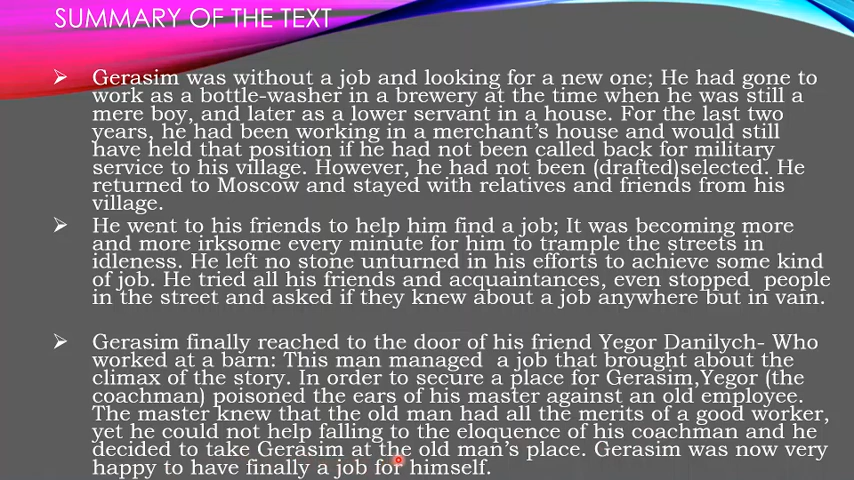 SUMMARY OF THE TEXT
Gerasim was without a job and looking for a new one; He had gone to
work as a bottle-washer in a brewery at the time when he was still a
mere boy, and later as a lower servant in a house. For the last two
years, he had been working in a merchant's house and would still
have held that position if he had not been called back for military
service to his village. However, he had not been (drafted)selected. He
returned to Moscow and stayed with relatives and friends from his
village.
He went to his friends to help him find a job; It was becoming more
and more irksome every minute for him to trample the streets in
idleness. He left no stone unturned in his efforts to achieve some kind
of job. He tried all his friends and acquaintances, even stopped people
in the street and asked if they knew about a job anywhere but in vain.
Gerasim finally reached to the door of his friend Yegor Danilych- Who
worked at a barn: This man managed a job that brought about the
climax of the story. In order to secure a place for Gerasim,Yegor (the
coachman) poisoned the ears of his master against an old employee.
The master knew that the old man had all the merits of a good worker,
yet he could not help falling to the eloquence of his coachman and he
decided to take Gerasim at the old man's place. Gerasim was now very
happy to have finally a job for himself.